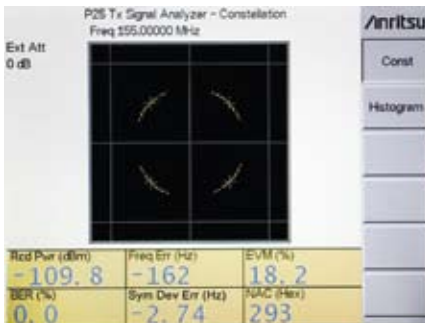 P25 Tx Signal Analyzer - Constellation
Freq 155.00000 MHz
/inritsu
Ext Att
0 dB
Const
Histogram
Rcd Pwr (dBm)
-109.8
Freq Err (Hz)
-162
EVM (%)
18.2
BER (%)
0.0
Sym Dev Err (Hz)
-2.74
NAC (Hex)
293